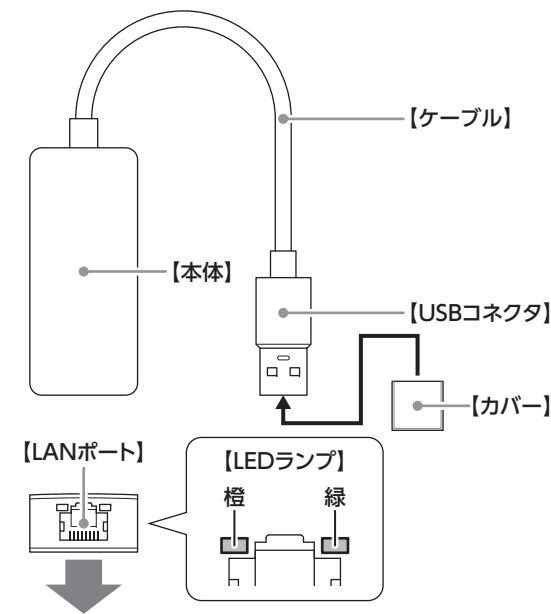 【ケーブル】
【本体】
【USBコネクタ】
【カバー】
【LANポート】
【LEDランプ】
橙 緑